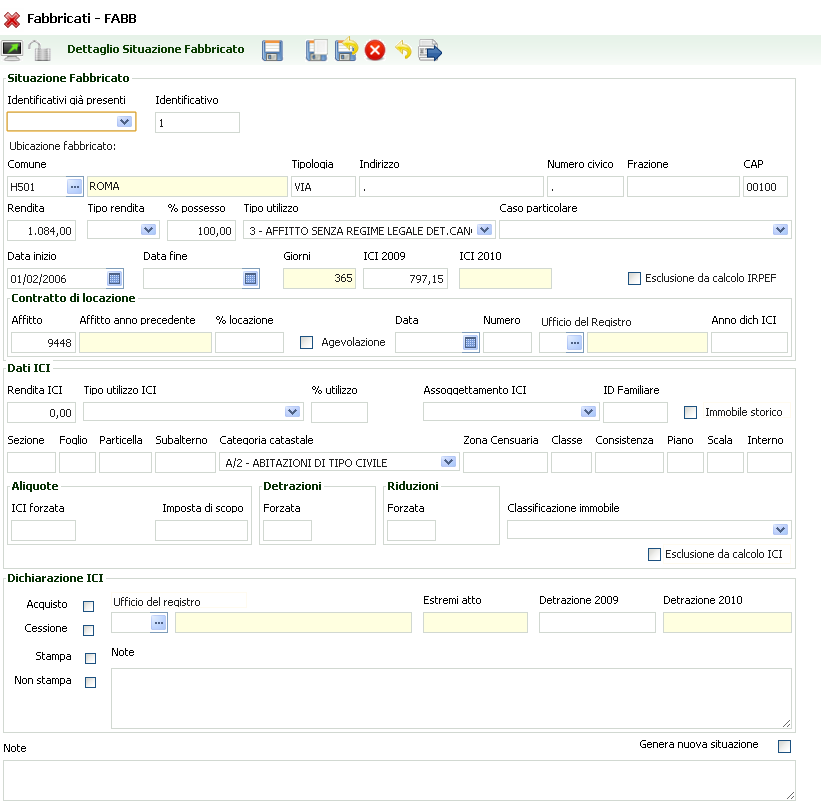 Fabbricati - FABB
Dettaglio Situazione Fabbricato
Situazione Fabbricato
Identificativi già presenti Identificativo
1
Ubicazione fabbricato:
Comune Tipologia Indirizzo Numero civico Frazione CAP
H501 ... ROMA VIA . . 00100
Rendita Tipo rendita % possesso Tipo utilizzo Caso particolare
1.084,00 100,00 3 - AFFITTO SENZA REGIME LEGALE DET.CAN
Data inizio Data fine Giorni ICI 2009 ICI 2010
01/02/2006 365 797,15 Esclusione da calcolo IRPEF
Contratto di locazione
Affitto Affitto anno precedente % locazione Data Numero Ufficio del Registro Anno dich ICI
9448 Agevolazione ...
Dati ICI
Rendita ICI Tipo utilizzo ICI % utilizzo Assoggettamento ICI ID Familiare
0,00 Immobile storico
Sezione Foglio Particella Subalterno Categoria catastale Zona Censuaria Classe Consistenza Piano Scala Interno
A/2 - ABITAZIONI DI TIPO CIVILE
Aliquote Detrazioni Riduzioni
ICI forzata Imposta di scopo Forzata Forzata Classificazione immobile
Esclusione da calcolo ICI
Dichiarazione ICI
Acquisto Ufficio del registro Estremi atto Detrazione 2009 Detrazione 2010
Cessione ...
Stampa Note
Non stampa
Note Genera nuova situazione